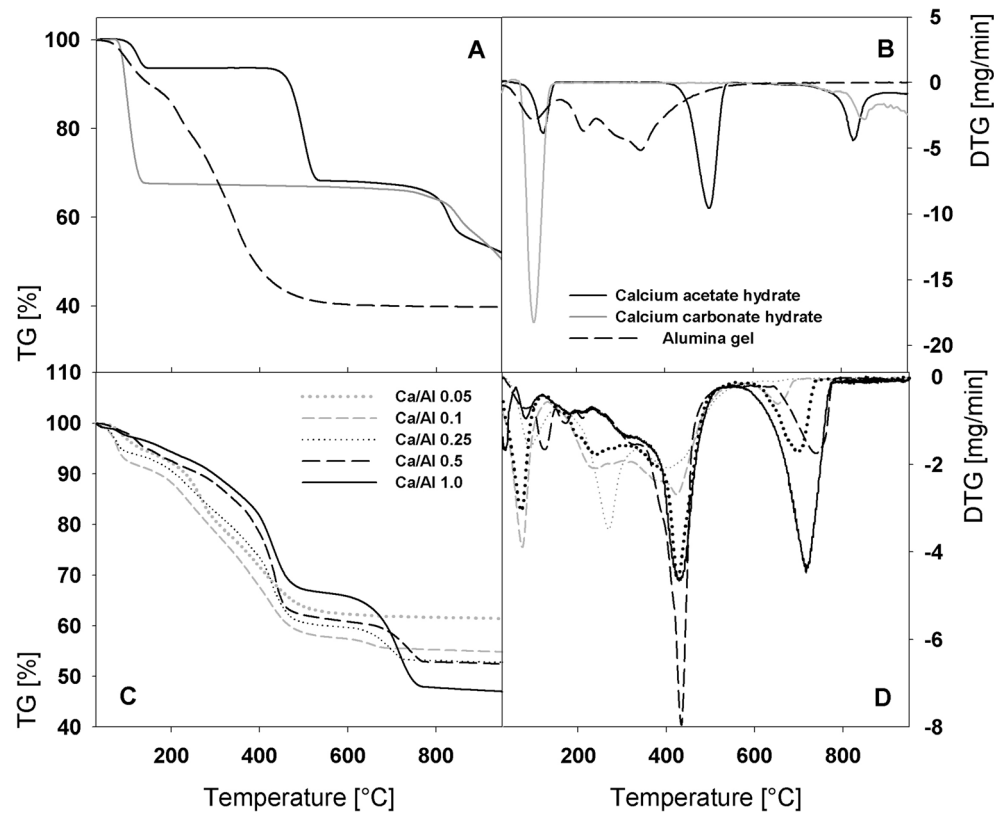 A
B
100
80
60
40
TG [%]
5
0
-5
-10
-15
-20
DTG [mg/min]
Calcium acetate hydrate
Calcium carbonate hydrate
Alumina gel
110
100
90
80
70
60
50
40
TG [%]
Ca/Al 0.05
Ca/Al 0.1
Ca/Al 0.25
Ca/Al 0.5
Ca/Al 1.0
C
D
0
-2
-4
-6
-8
DTG [mg/min]
200 400 600 800
200 400 600 800
Temperature [°C]
Temperature [°C]